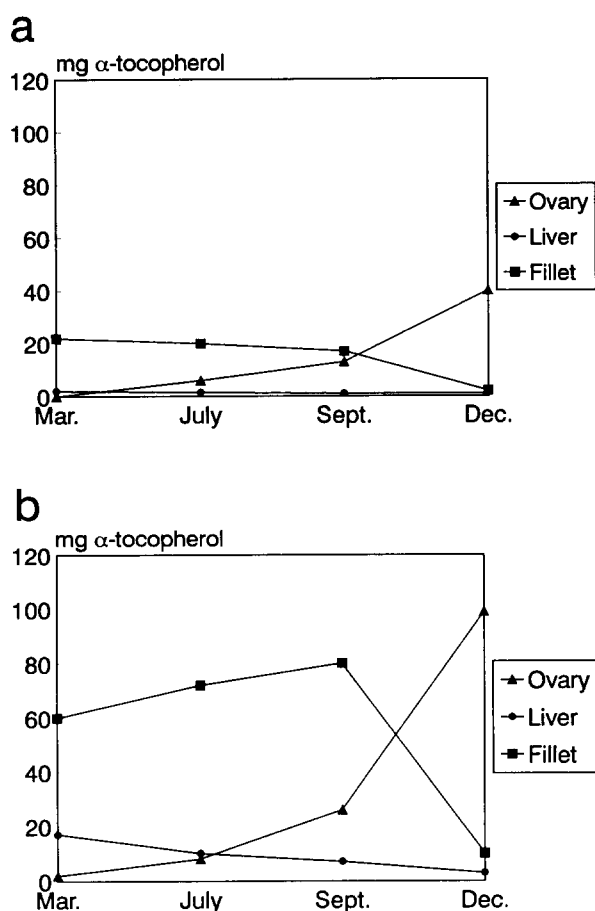 a
mg α-tocopherol
120
100
80
60
40
20
0
Mar. July Sept. Dec.
Ovary
Liver
Fillet
b
mg α-tocopherol
120
100
80
60
40
20
0
Mar. July Sept. Dec.
Ovary
Liver
Fillet